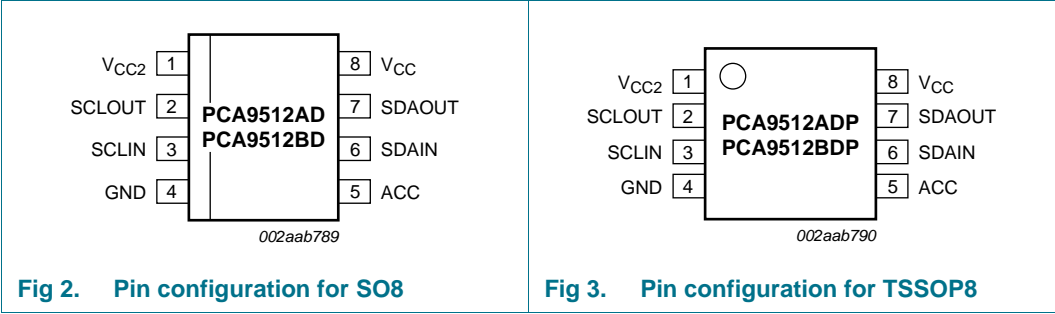 VCC2 1 8 VCC
SCLOUT 2 7 SDAOUT
PCA9512AD
PCA9512BD
SCLIN 3 6 SDAIN
GND 4 5 ACC
002aab789
Fig 2. Pin configuration for SO8
VCC2 1 8 VCC
SCLOUT 2 7 SDAOUT
PCA9512ADP
PCA9512BDP
SCLIN 3 6 SDAIN
GND 4 5 ACC
002aab790
Fig 3. Pin configuration for TSSOP8